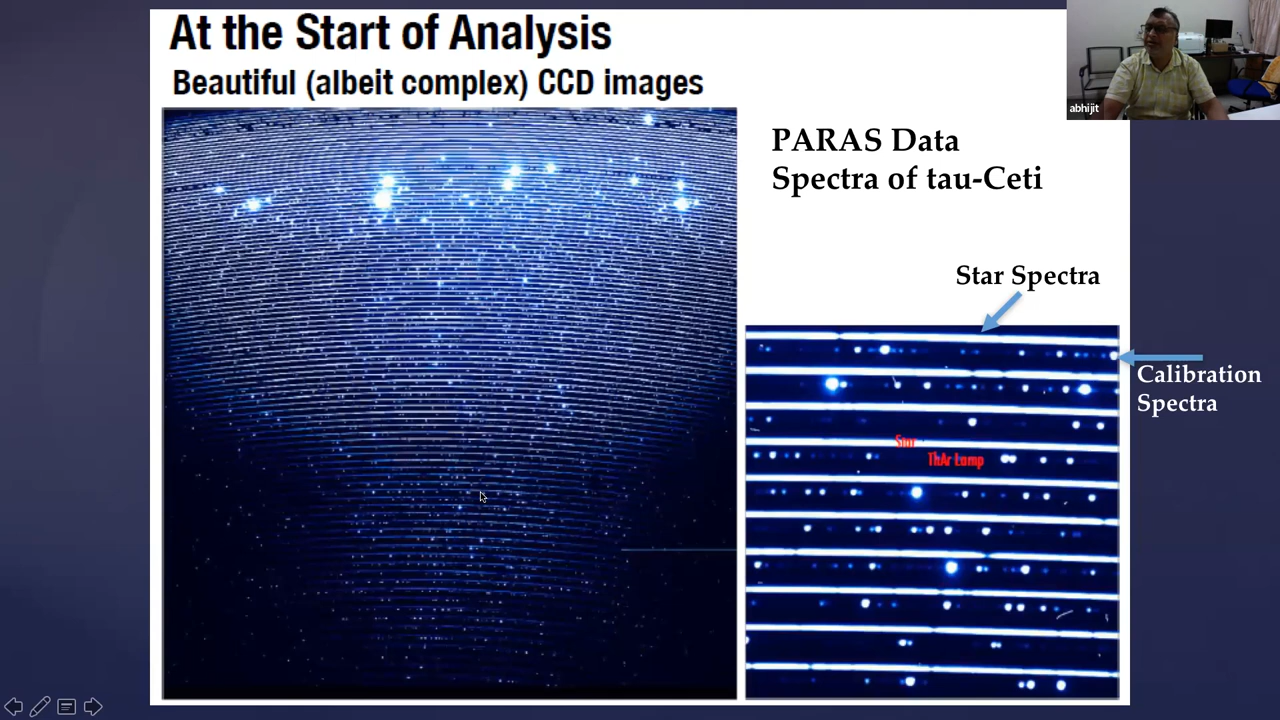 At the Start of Analysis
Beautiful (albeit complex) CCD images
abhijit
PARAS Data
Spectra of tau-Ceti
Star Spectra
Calibration
Spectra
Star
ThAr Lamp